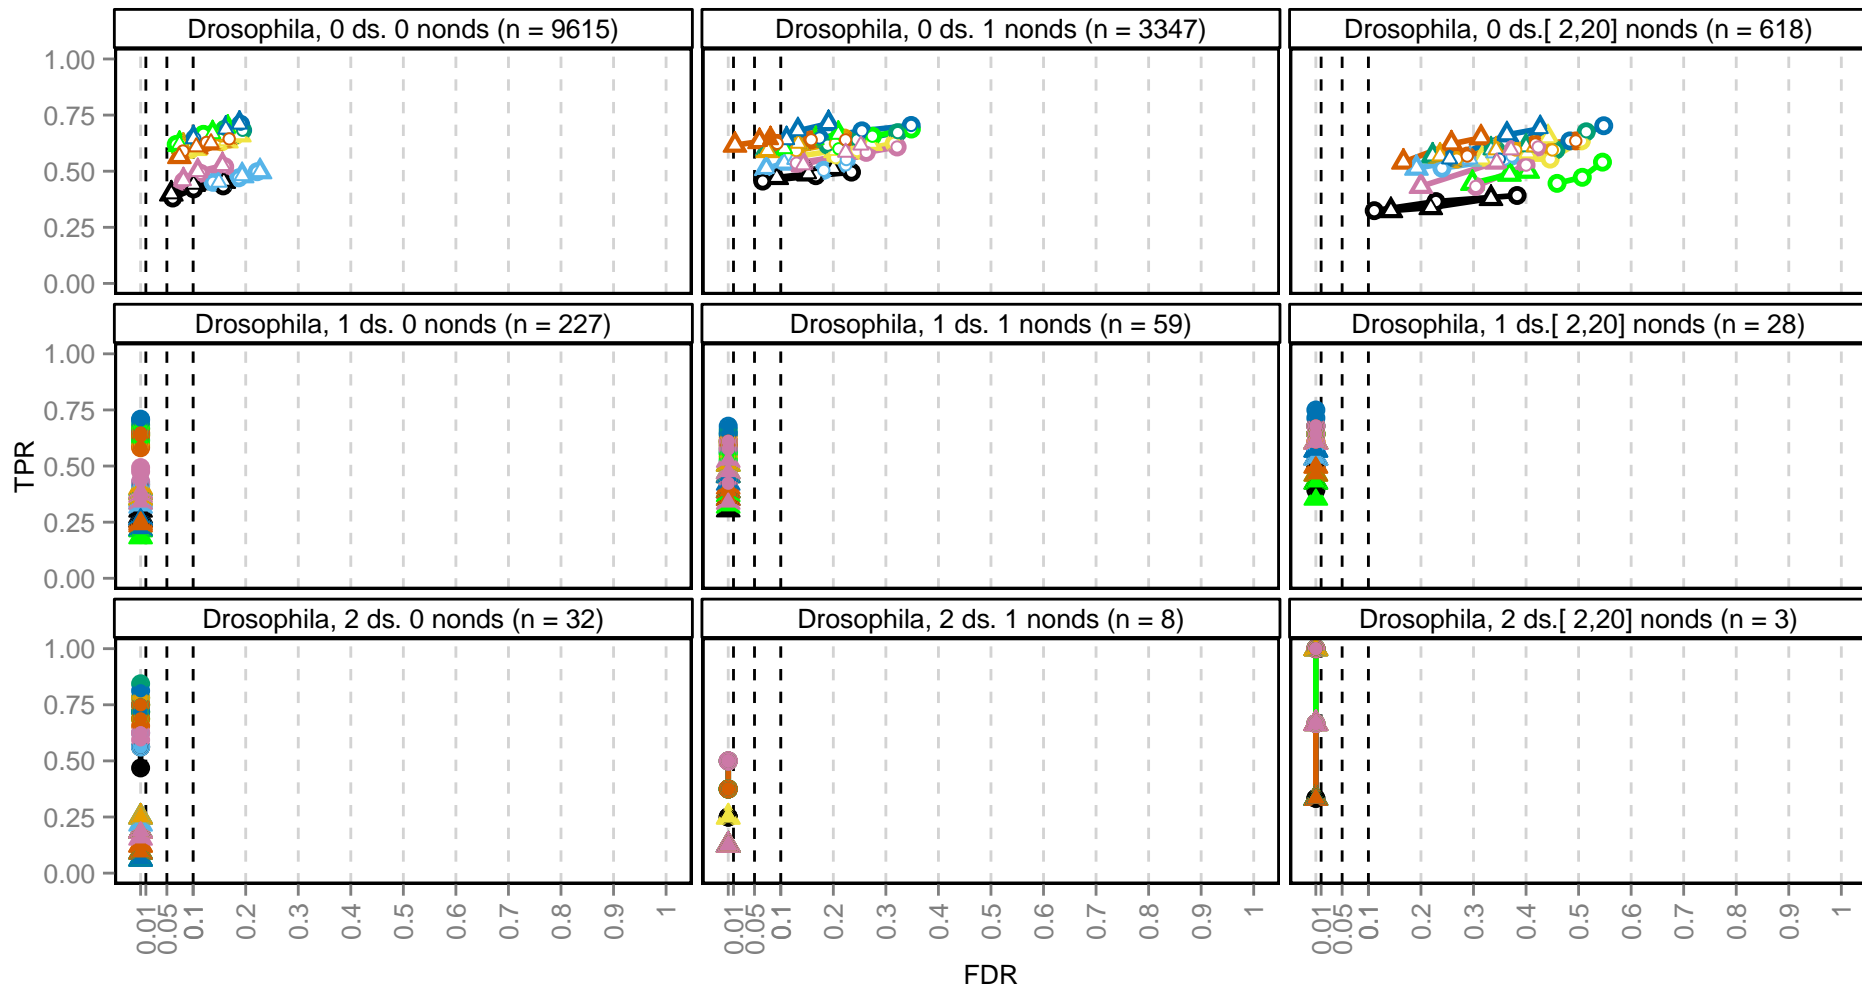 Drosophila, 0 ds. 0 nonds (n = 9615)
Drosophila, 0 ds. 1 nonds (n = 3347)
Drosophila, 0 ds.[ 2,20] nonds (n = 618)
1.00
0.75
0.50
0.25
0.00
Drosophila, 1 ds. 0 nonds (n = 227)
Drosophila, 1 ds. 1 nonds (n = 59)
Drosophila, 1 ds.[ 2,20] nonds (n = 28)
1.00
0.75
0.50
0.25
0.00
TPR
Drosophila, 2 ds. 0 nonds (n = 32)
Drosophila, 2 ds. 1 nonds (n = 8)
Drosophila, 2 ds.[ 2,20] nonds (n = 3)
1.00
0.75
0.50
0.25
0.00
0.01 0.05 0.1 0.2 0.3 0.4 0.5 0.6 0.7 0.8 0.9 1
0.01 0.05 0.1 0.2 0.3 0.4 0.5 0.6 0.7 0.8 0.9 1
0.01 0.05 0.1 0.2 0.3 0.4 0.5 0.6 0.7 0.8 0.9 1
FDR